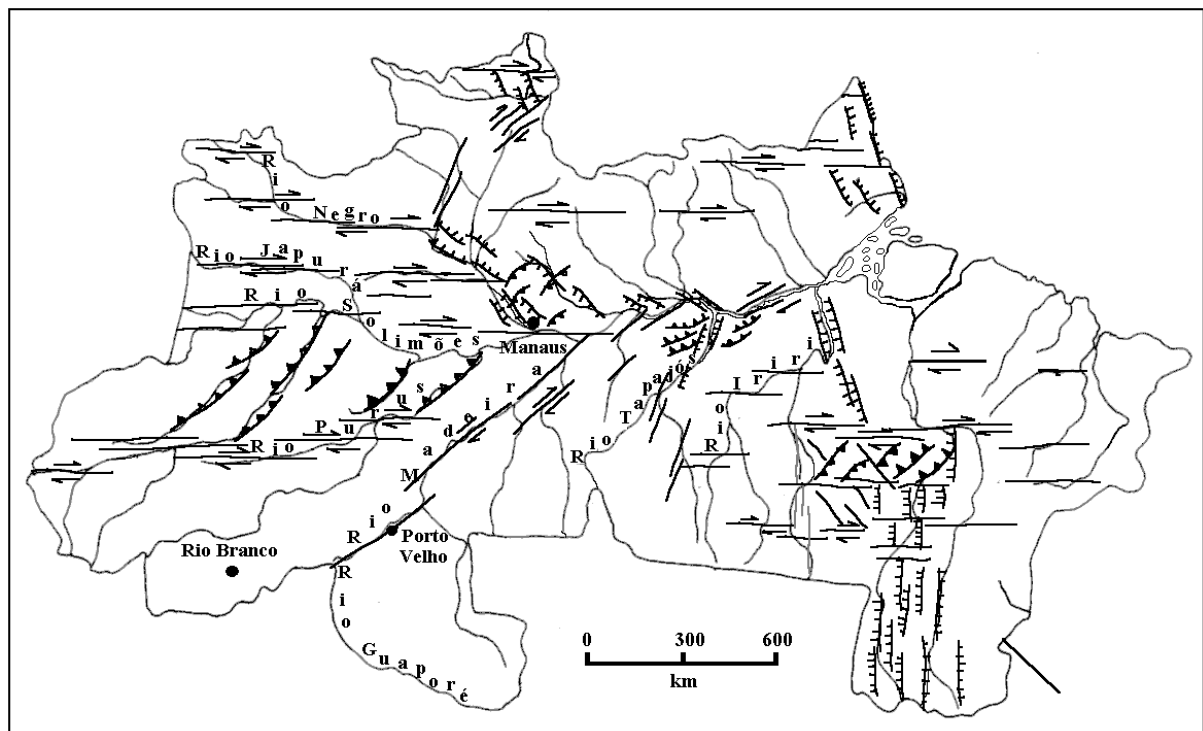 Rio Negro
Rio Japurá
Rio Solimões
Manaus
Rio Purus
Rio Madeira
Rio Tapajós
Rio Iriri
Rio Branco
Porto
Velho
Rio Guaporé
0 300 600
km